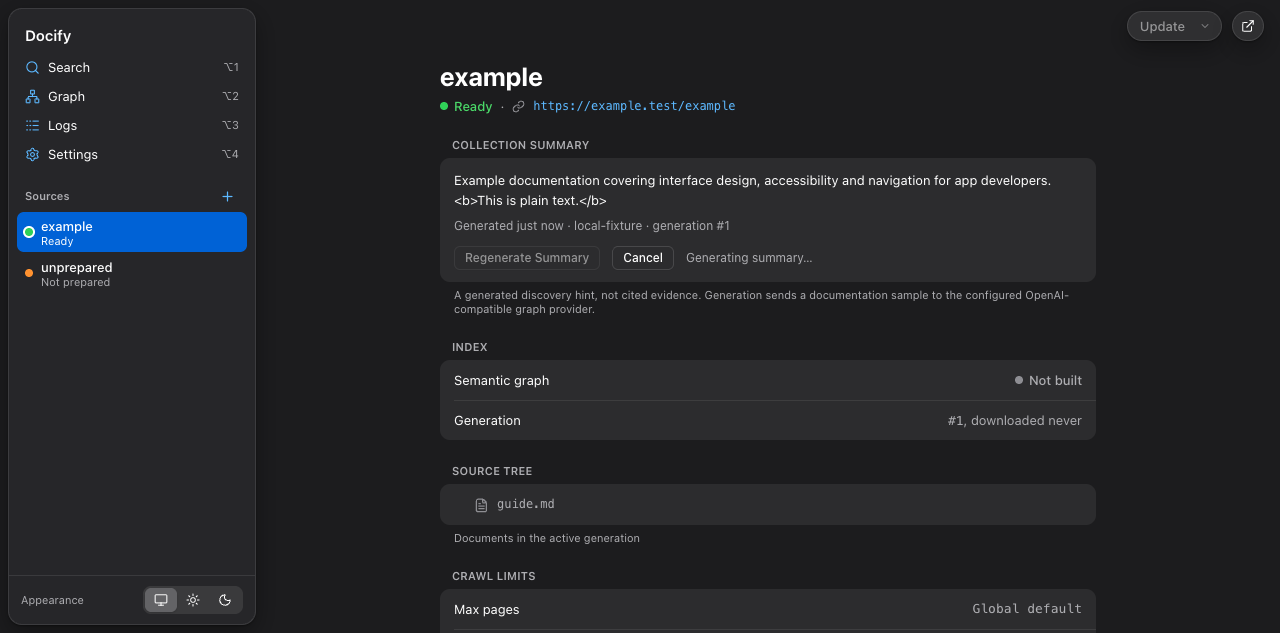 Docify
Search ⌥1
Graph ⌥2
Logs ⌥3
Settings ⌥4
Sources +
example
Ready
unprepared
Not prepared
Appearance
Update
example
Ready · https://example.test/example
COLLECTION SUMMARY
Example documentation covering interface design, accessibility and navigation for app developers.
<b>This is plain text.</b>
Generated just now · local-fixture · generation #1
Regenerate Summary Cancel Generating summary…
A generated discovery hint, not cited evidence. Generation sends a documentation sample to the configured OpenAI-
compatible graph provider.
INDEX
Semantic graph Not built
Generation #1, downloaded never
SOURCE TREE
guide.md
Documents in the active generation
CRAWL LIMITS
Max pages Global default